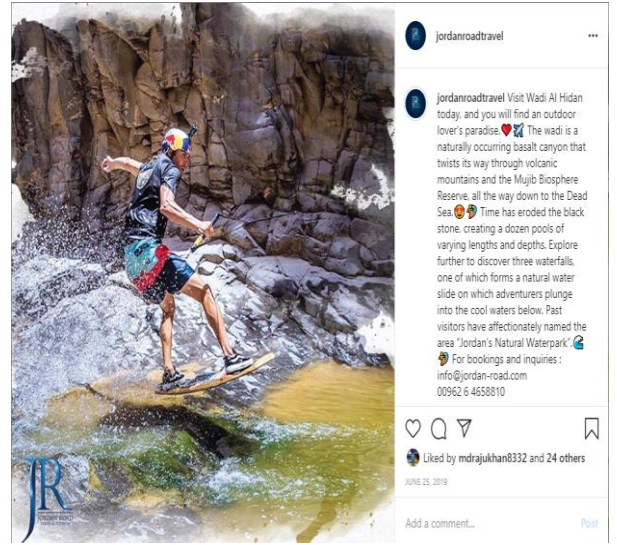 jordanroadtravel
jordanroadtravel Visit Wadi Al Hidan
today, and you will find an outdoor
lover's paradise.❤️✈️ The wadi is a
naturally occurring basalt canyon that
twists its way through volcanic
mountains and the Mujib Biosphere
Reserve, all the way down to the Dead
Sea. Time has eroded the black
stone, creating a dozen pools of
varying lengths and depths. Explore
further to discover three waterfalls,
one of which forms a natural water
slide on which adventurers plunge
into the cool waters below. Past
visitors have affectionately named the
area "Jordan's Natural Waterpark".🌊
For bookings and inquiries :
info@jordan-road.com
00962 6 4658810
Liked by mdrajukhan8332 and 24 others
JUNE 25, 2019
Add a comment...
Post
JR
JORDAN ROAD